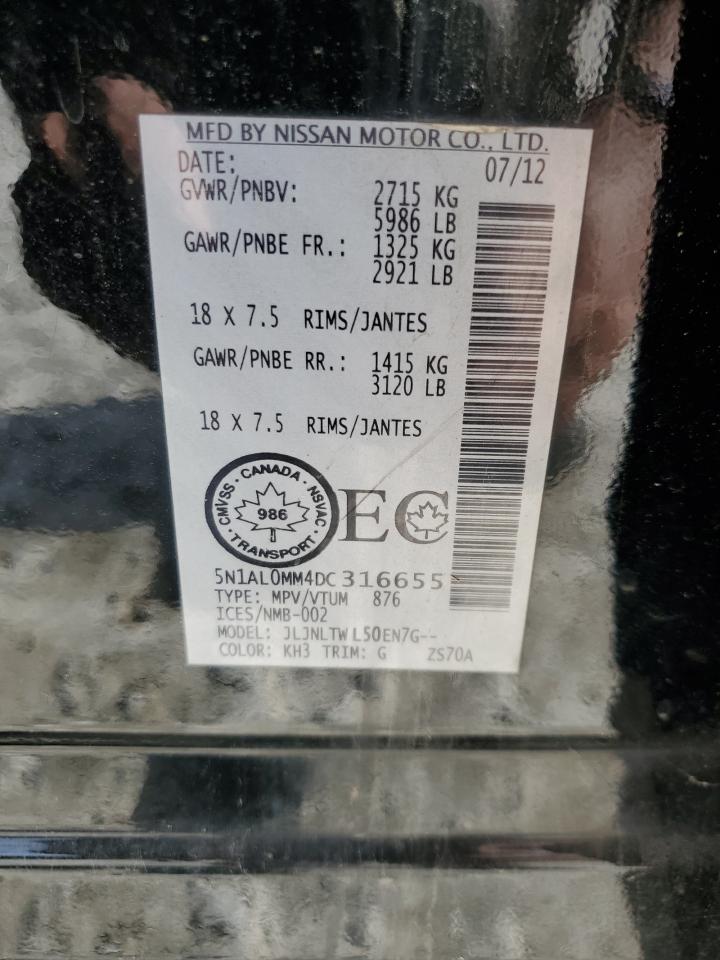 MFD BY NISSAN MOTOR CO., LTD.
DATE: 07/12
GVWR/PNBV: 2715 KG
5986 LB
GAWR/PNBE FR.: 1325 KG
2921 LB
18 X 7.5 RIMS/JANTES
GAWR/PNBE RR.: 1415 KG
3120 LB
18 X 7.5 RIMS/JANTES
CMVSS · CANADA · NSVAC · TRANSPORT ·
986
EC
5N1AL0MM4DC316655
TYPE: MPV/VTUM 876
ICES/NMB-002
MODEL: JLJNLTW L50EN7G--
COLOR: KH3 TRIM: G ZS70A